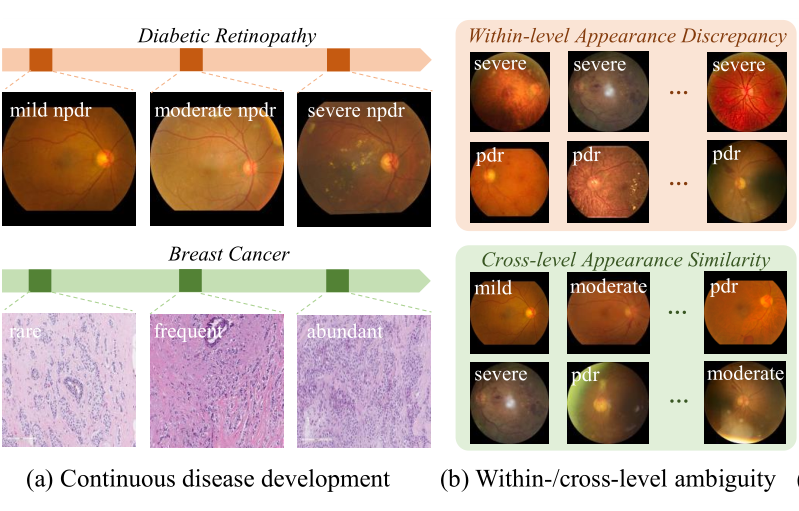 Diabetic Retinopathy
mild npdr
moderate npdr
severe npdr
Breast Cancer
rare
frequent
abundant
(a) Continuous disease development
Within-level Appearance Discrepancy
severe
severe
...
severe
pdr
pdr
...
pdr
Cross-level Appearance Similarity
mild
moderate
...
pdr
severe
pdr
...
moderate
(b) Within-/cross-level ambiguity
(